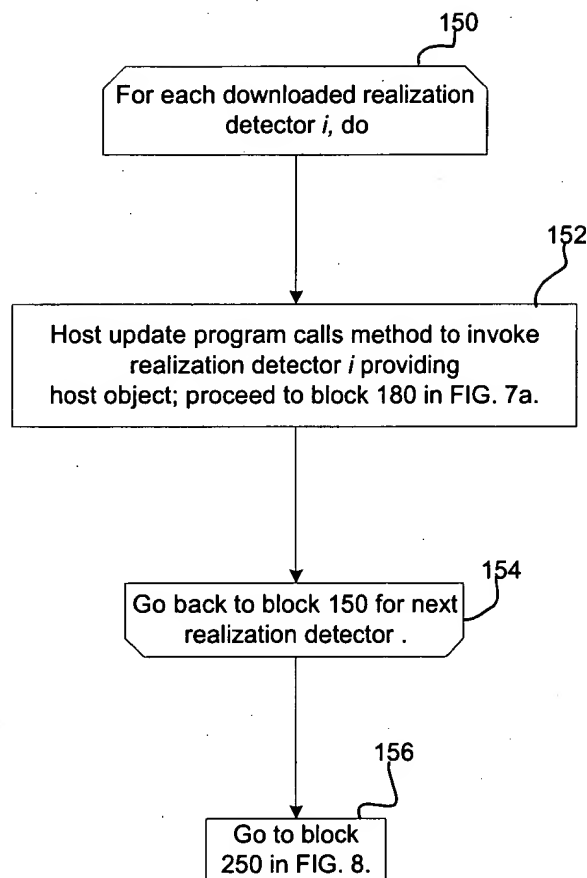 150
For each downloaded realization
detector i, do
152
Host update program calls method to invoke
realization detector i providing
host object; proceed to block 180 in FIG. 7a.
154
Go back to block 150 for next
realization detector .
156
Go to block
250 in FIG. 8.